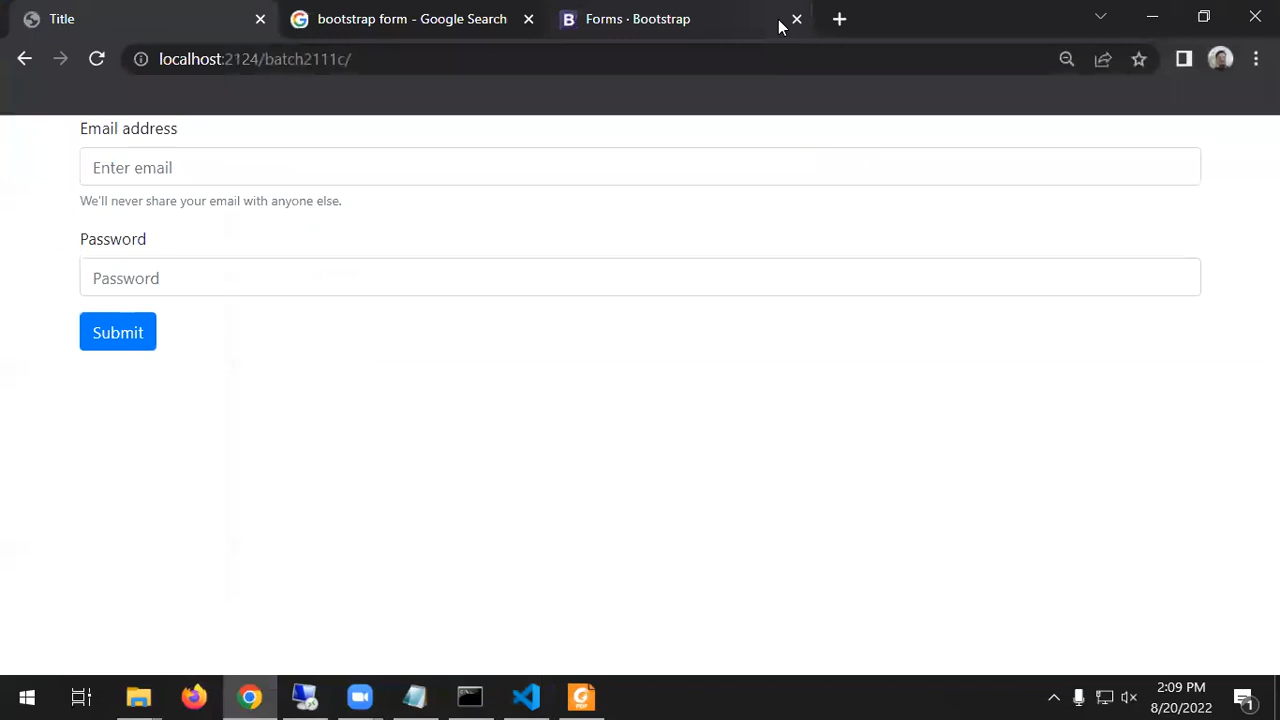 Title
bootstrap form - Google Search
B Forms · Bootstrap
localhost:2124/batch2111c/
Email address
Enter email
We'll never share your email with anyone else.
Password
Password
Submit
2:09 PM
8/20/2022
1